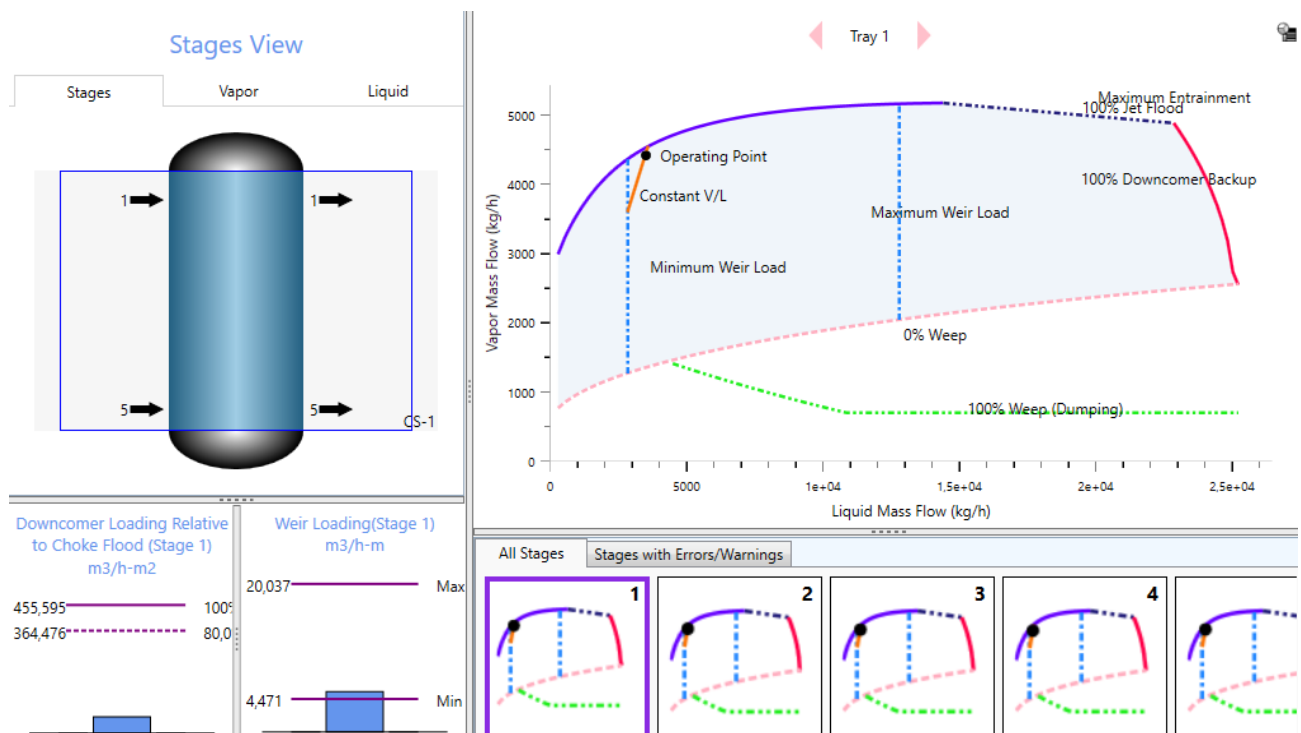 Stages View
Stages Vapor Liquid
1 1
5 5
CS-1
Downcomer Loading Relative
to Choke Flood (Stage 1)
m3/h-m2
455,595 100%
364,476 80,0
Weir Loading(Stage 1)
m3/h-m
20,037 Max
4,471 Min
Tray 1
Vapor Mass Flow (kg/h)
5000
4000
3000
2000
1000
0
Maximum Entrainment
100% Jet Flood
Operating Point
100% Downcomer Backup
Constant V/L
Maximum Weir Load
Minimum Weir Load
0% Weep
100% Weep (Dumping)
0 5000 1e+04 1,5e+04 2e+04 2,5e+04
Liquid Mass Flow (kg/h)
All Stages Stages with Errors/Warnings
1 2 3 4